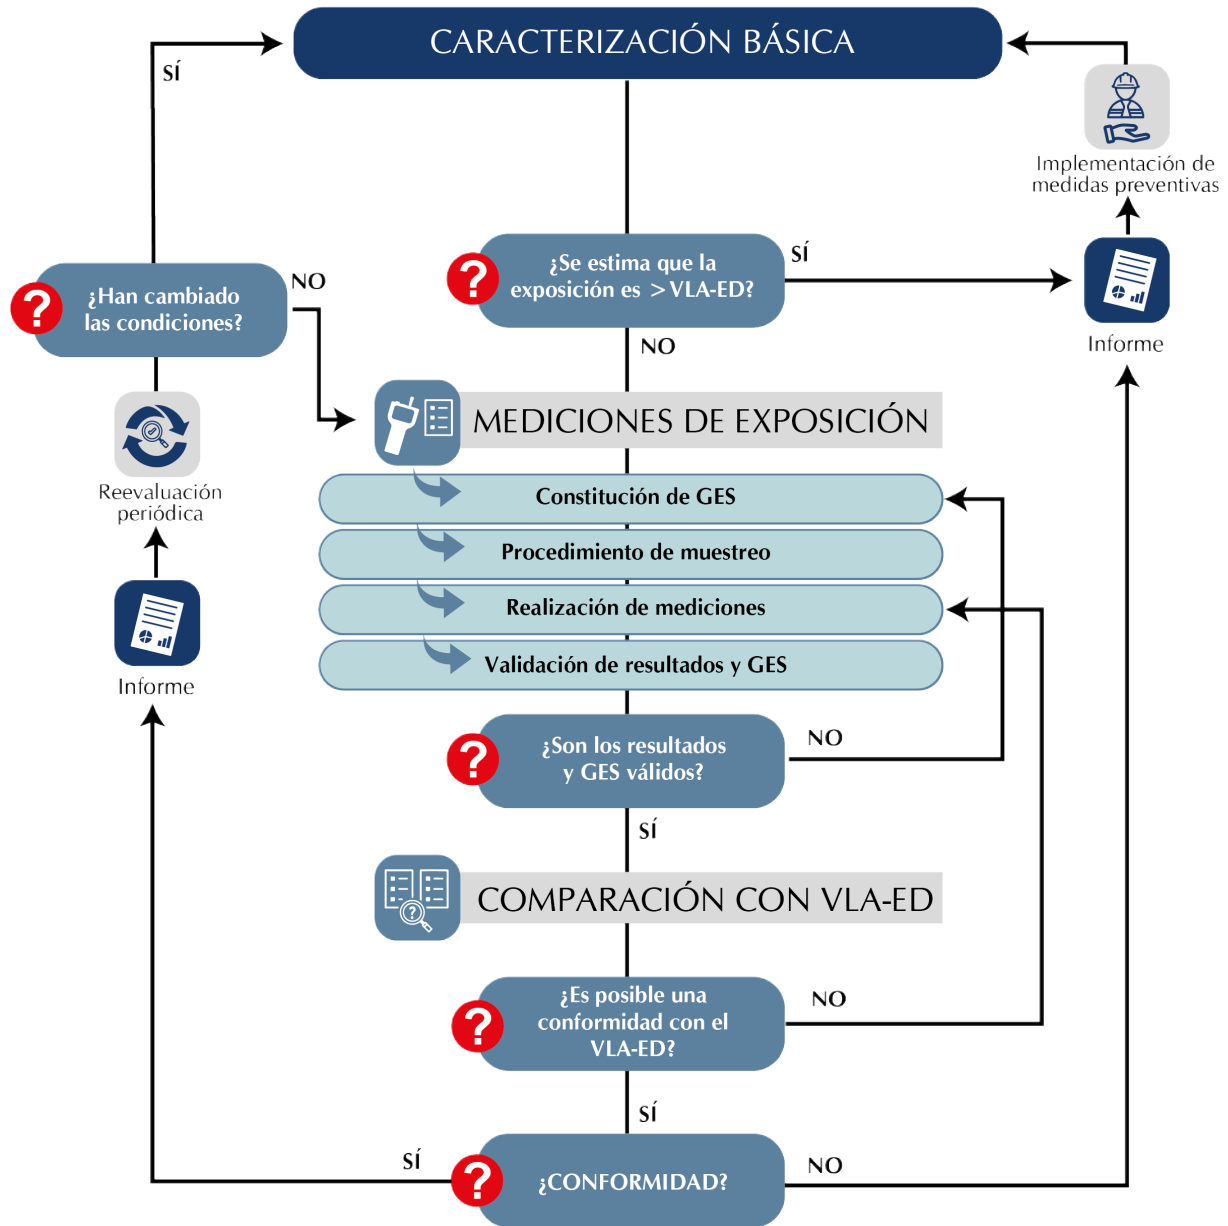 CARACTERIZACIÓN BÁSICA
SÍ
Implementación de
medidas preventivas
¿Se estima que la
exposición es > VLA-ED?
SÍ
¿Han cambiado
las condiciones?
NO
?
?
NO
Informe
MEDICIONES DE EXPOSICIÓN
Reevaluación
periódica
Constitución de GES
Procedimiento de muestreo
Realización de mediciones
Validación de resultados y GES
Informe
¿Son los resultados
y GES válidos?
?
NO
SÍ
?
COMPARACIÓN CON VLA-ED
¿Es posible una
conformidad con el
VLA-ED?
?
NO
SÍ
SÍ
?
¿CONFORMIDAD?
NO